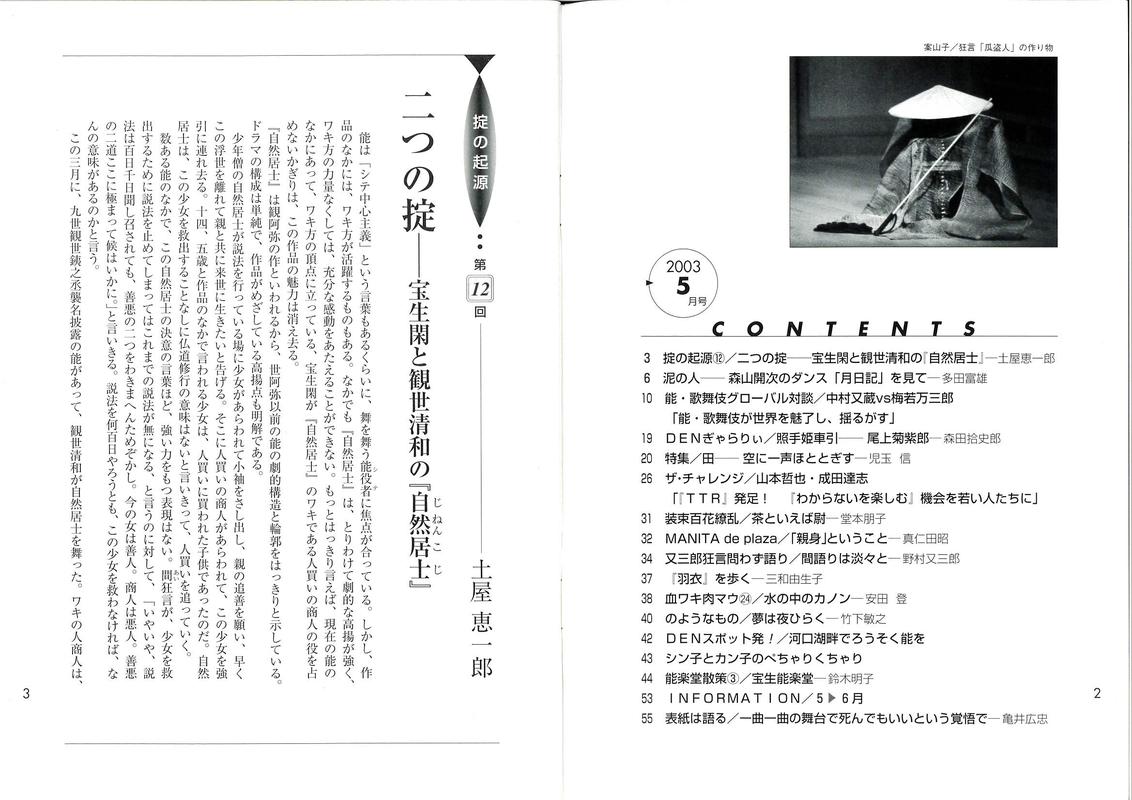 案山子／狂言「瓜盗人」の作り物
2003
5
月号
CONTENTS
3 掟の起源⑫／二つの掟──宝生閑と観世清和の『自然居士』─土屋恵一郎
6 泥の人── 森山開次のダンス「月日記」を見て─多田富雄
10 能・歌舞伎グローバル対談／中村又蔵vs梅若万三郎
「能・歌舞伎が世界を魅了し、揺るがす」
19 ＤＥＮぎゃらりぃ／照手姫車引── 尾上菊紫郎─森田拾史郎
20 特集／田── 空に一声ほととぎす─児玉 信
26 ザ・チャレンジ／山本哲也・成田達志
「『ＴＴＲ』発足！ 『わからないを楽しむ』機会を若い人たちに」
31 装束百花繚乱／茶といえば尉─堂本朋子
32 MANITA de plaza／「親身」ということ─真仁田昭
34 又三郎狂言問わず語り／間語りは淡々と─野村又三郎
37 『羽衣』を歩く─三和由生子
38 血ワキ肉マウ㉔／水の中のカノン─安田 登
40 のようなもの／夢は夜ひらく─竹下敏之
42 ＤＥＮスポット発！／河口湖畔でろうそく能を
43 シン子とカン子のぺちゃりくちゃり
44 能楽堂散策③／宝生能楽堂─鈴木明子
53 ＩＮＦＯＲＭＡＴＩＯＮ／５▶６月
55 表紙は語る／一曲一曲の舞台で死んでもいいという覚悟で─亀井広忠
2
掟の起源
第12回
土屋恵一郎
二つの掟──宝生閑と観世清和の『自然居士』
じねんこじ
能は「シテ中心主義」という言葉もあるくらいに、舞を舞う能役者に焦点が合っている。しかし、作
シテ
品のなかには、ワキ方が活躍するものもある。なかでも『自然居士』は、とりわけて劇的な高揚が強く、
ワキ方の力量なくしては、充分な感動をあたえることができない。もっとはっきり言えば、現在の能の
なかにあって、ワキ方の頂点に立っている、宝生閑が『自然居士』のワキである人買いの商人の役を占
めないかぎりは、この作品の魅力は消え去る。
『自然居士』は観阿弥の作といわれるから、世阿弥以前の能の劇的構造と輪郭をはっきりと示している。
ドラマの構成は単純で、作品がめざしている高揚点も明解である。
少年僧の自然居士が説法を行っている場に少女があらわれて小袖をさし出し、親の追善を願い、早く
この浮世を離れて親と共に来世に生きたいと告げる。そこに人買いの商人があらわれて、この少女を強
引に連れ去る。十四、五歳と作品のなかで言われる少女は、人買いに買われた子供であったのだ。自然
居士は、この少女を救出することなしに仏道修行の意味はないと言いきって、人買いを追っていく。
数ある能のなかで、この自然居士の決意の言葉ほど、強い力をもつ表現はない。間狂言が、少女を救
あい
出するために説法を止めてしまってはこれまでの説法が無になる、と言うのに対して、「いやいや、説
法は百日千日聞し召されても、善悪の二つをわきまへんためぞかし。今の女は善人。商人は悪人。善悪
の二道ここに極まって候はいかに。」と言いきる。説法を何百日やろうとも、この少女を救わなければ、な
んの意味があるのかと言う。
この三月に、九世観世銕之丞襲名披露の能があって、観世清和が自然居士を舞った。ワキの人商人は、
3